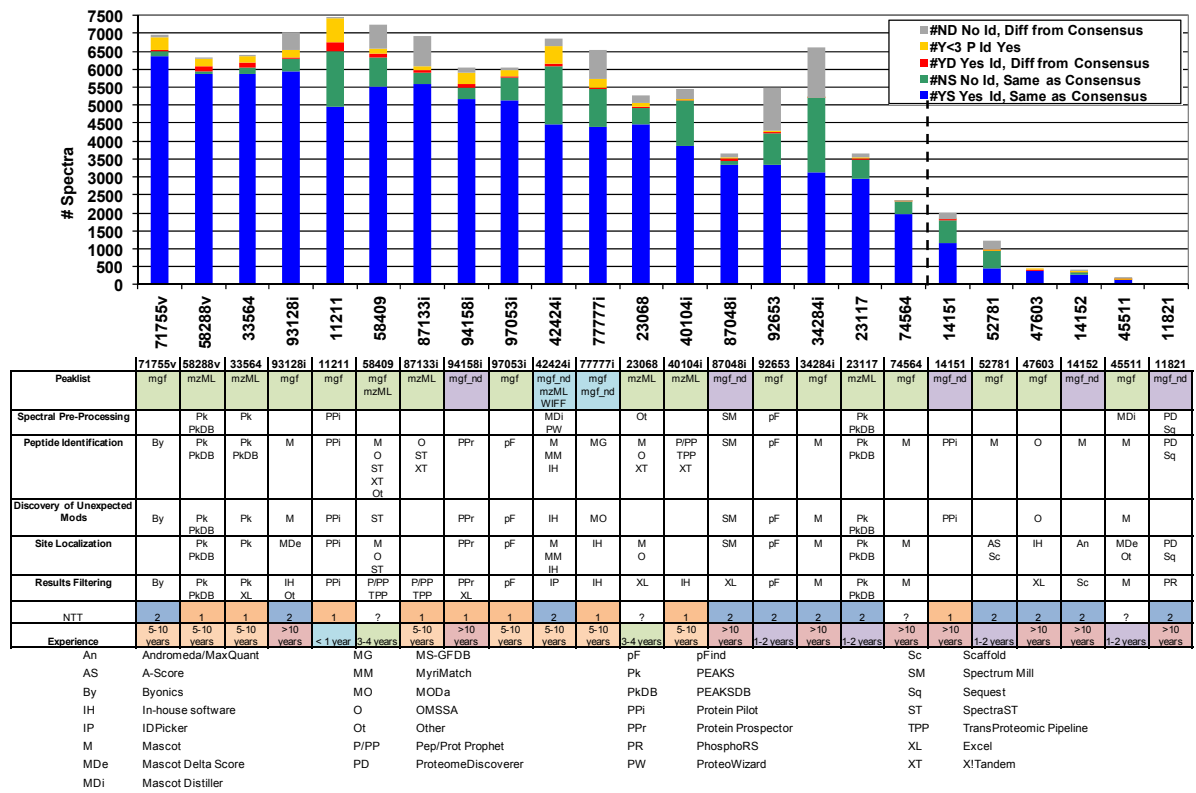 7500
7000
6500
6000
5500
5000
4500
4000
3500
3000
2500
2000
1500
1000
500
0
# Spectra
#ND No Id, Diff from Consensus
#Y<3 P Id Yes
#YD Yes Id, Diff from Consensus
#NS No Id, Same as Consensus
#YS Yes Id, Same as Consensus
71755v 58288v 33564 93128i 11211 58409 87133i 94158i 97053i 42424i 77777i 23068 40104i 87048i 92653 34284i 23117 74564 14151 52781 47603 14152 45511 11821
71755v 58288v 33564 93128i 11211 58409 87133i 94158i 97053i 42424i 77777i 23068 40104i 87048i 92653 34284i 23117 74564 14151 52781 47603 14152 45511 11821
Peaklist mgf mzML mzML mgf mgf mgf mzML mgf_nd mgf mgf_nd mgf mzML mzML mgf_nd mgf mgf mzML mgf mgf_nd mgf mgf mgf_nd mgf mgf_nd
mzML mzML mgf_nd
WIFF
Spectral Pre-Processing Pk Pk PPi MDi Ot SM pF Pk MDi PD
PkDB PW PkDB Sq
Peptide Identification By Pk Pk M PPi M O PPr pF M MG M P/PP SM pF M Pk M PPi M O M M PD
PkDB PkDB O ST MM O TPP PkDB Sq
ST XT IH XT XT
XT
Ot
Discovery of Unexpected
Mods By Pk Pk M PPi ST PPr pF IH MO SM pF M Pk PPi O M
PkDB PkDB
Site Localization Pk Pk MDe PPi M PPr pF M IH M SM pF M Pk M AS IH An MDe PD
PkDB O MM O PkDB Sc Ot Sq
ST IH
Results Filtering By Pk Pk IH PPi P/PP P/PP PPr pF IP IH XL IH XL pF M Pk M XL Sc M PR
PkDB XL Ot TPP TPP XL PkDB
NTT 2 1 1 2 1 ? 1 1 1 2 1 ? 1 2 2 2 2 ? 1 2 2 2 ? 2
Experience 5-10 years 5-10 years 5-10 years >10 years < 1 year 3-4 years 5-10 years >10 years 5-10 years 5-10 years 5-10 years 3-4 years 5-10 years >10 years 1-2 years >10 years 1-2 years >10 years >10 years 1-2 years >10 years >10 years 1-2 years >10 years
An Andromeda/MaxQuant MG MS-GFDB pF pFind Sc Scaffold
AS A-Score MM MyriMatch Pk PEAKS SM Spectrum Mill
By Byonics MO MODa PkDB PEAKSDB Sq Sequest
IH In-house software O OMSSA PPi Protein Pilot ST SpectraST
IP IDPicker Ot Other PPr Protein Prospector TPP TransProteomic Pipeline
M Mascot P/PP Pep/Prot Prophet PR PhosphoRS XL Excel
MDe Mascot Delta Score PD ProteomeDiscoverer PW ProteoWizard XT X!Tandem
MDi Mascot Distiller